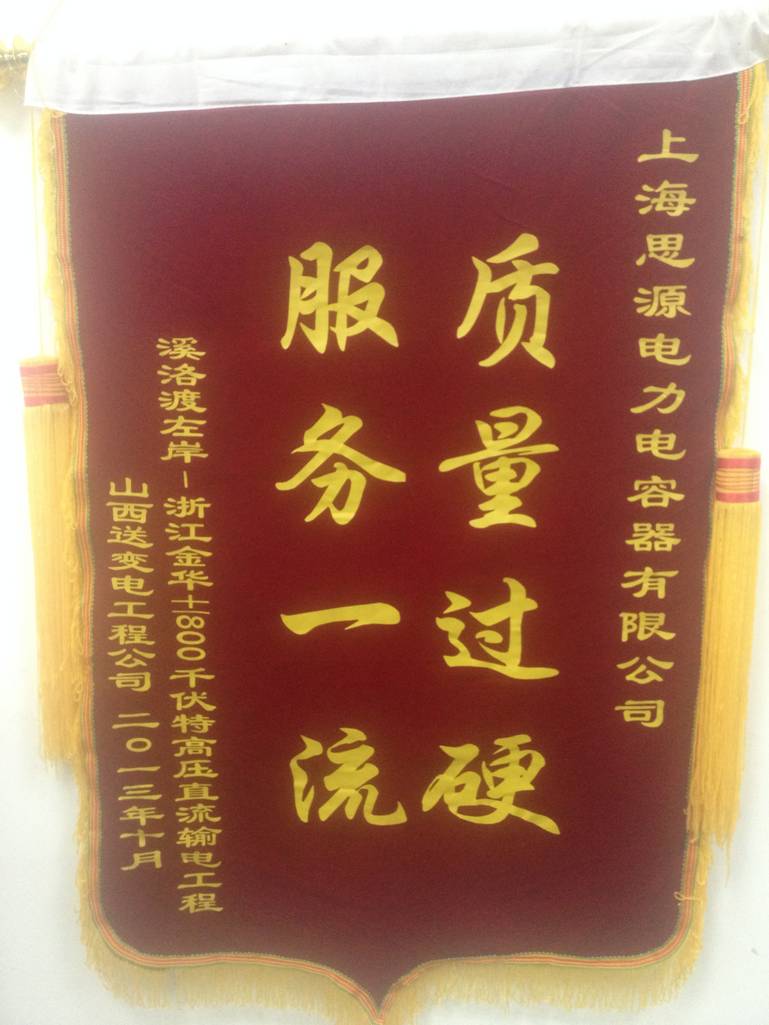 上海思源电力电容器有限公司
质量过硬
服务一流
溪洛渡左岸－浙江金华±800千伏特高压直流输电工程
山西送变电工程公司 二〇一三年十月